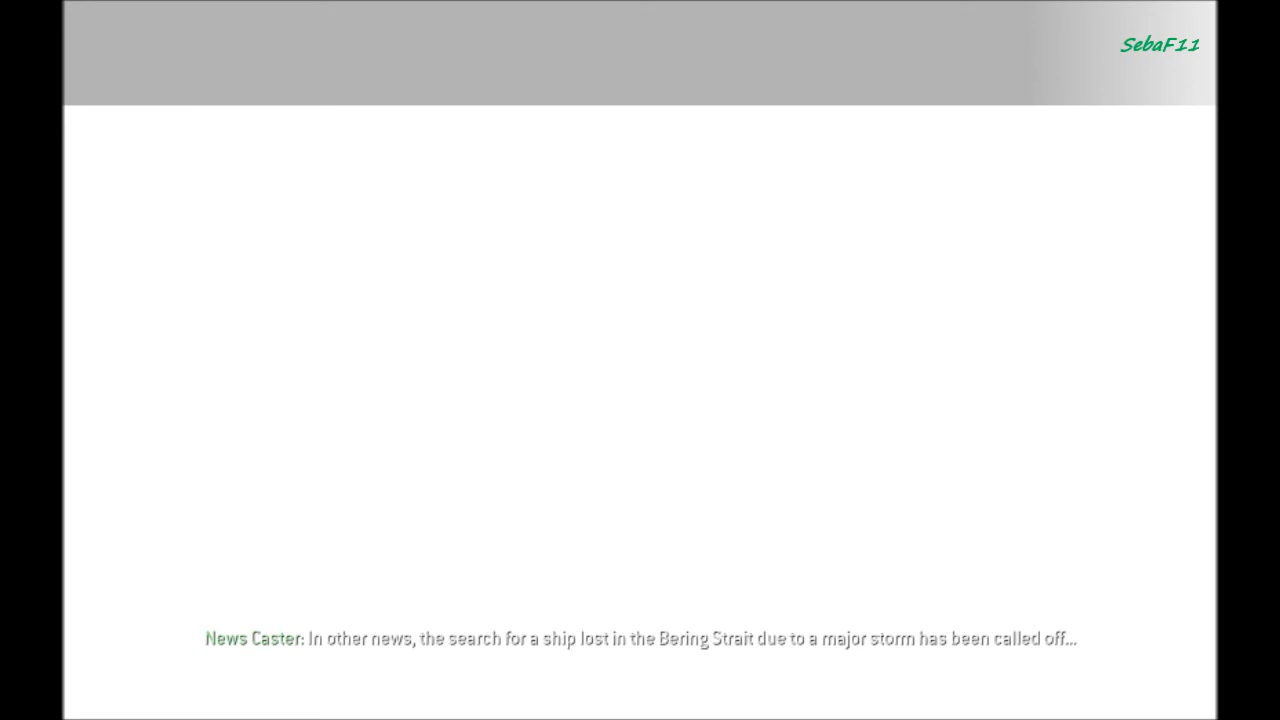 SebaF11
News Caster: In other news, the search for a ship lost in the Bering Strait due to a major storm has been called off...